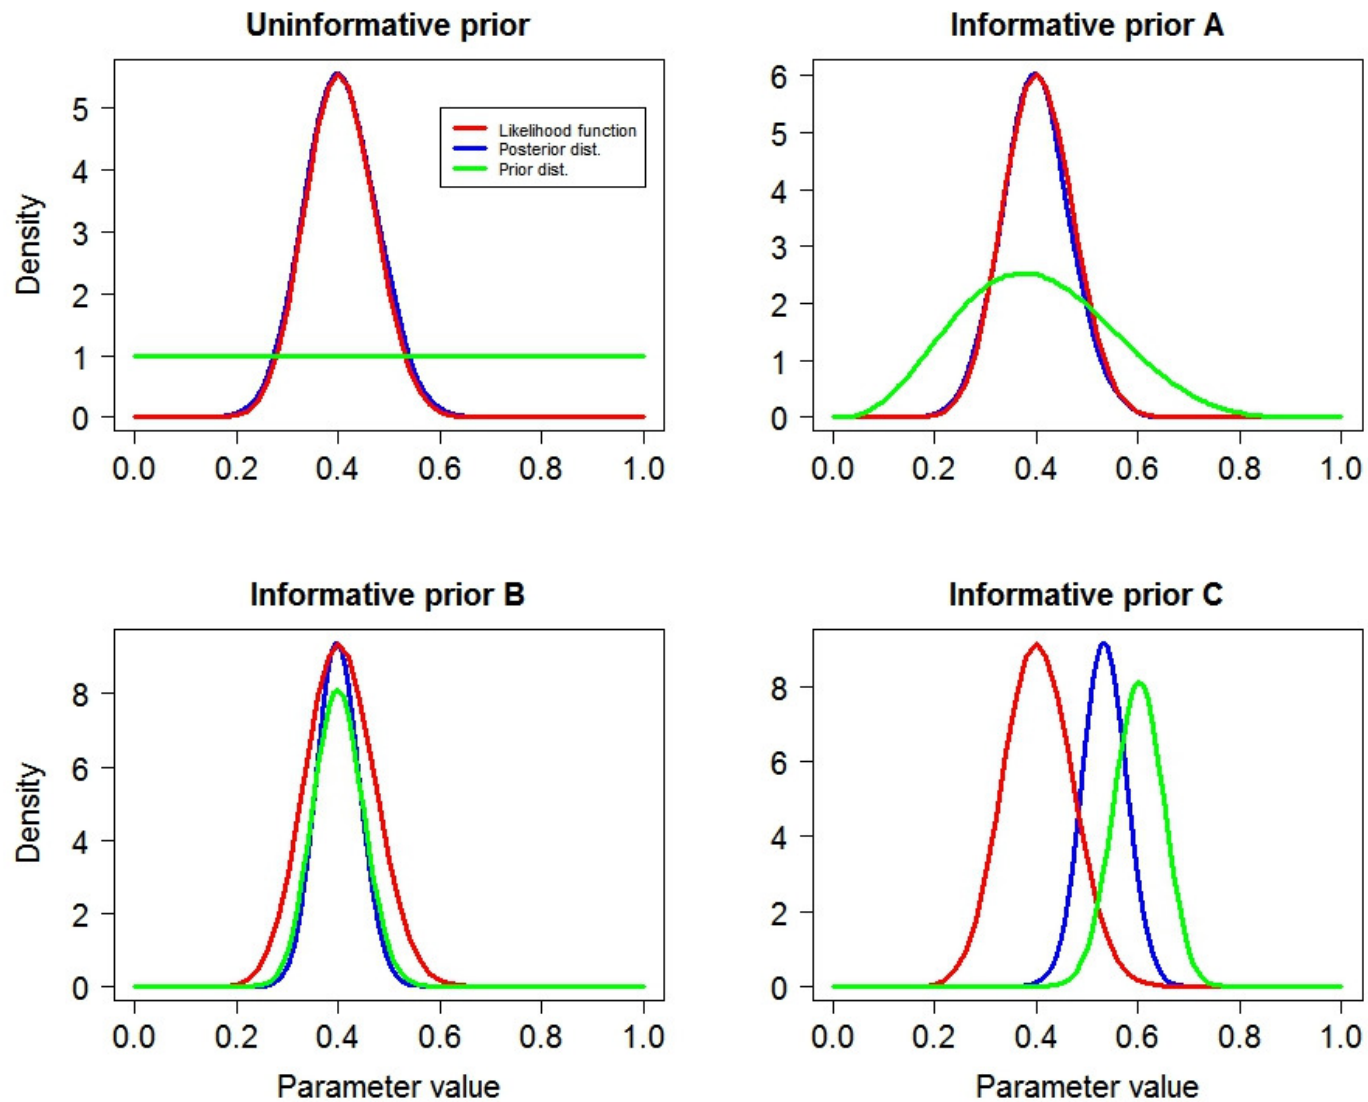 Uninformative prior
Density
5
4
3
2
1
0
Likelihood function
Posterior dist.
Prior dist.
0.0 0.2 0.4 0.6 0.8 1.0
Informative prior A
6
5
4
3
2
1
0
0.0 0.2 0.4 0.6 0.8 1.0
Informative prior B
Density
8
6
4
2
0
0.0 0.2 0.4 0.6 0.8 1.0
Parameter value
Informative prior C
8
6
4
2
0
0.0 0.2 0.4 0.6 0.8 1.0
Parameter value